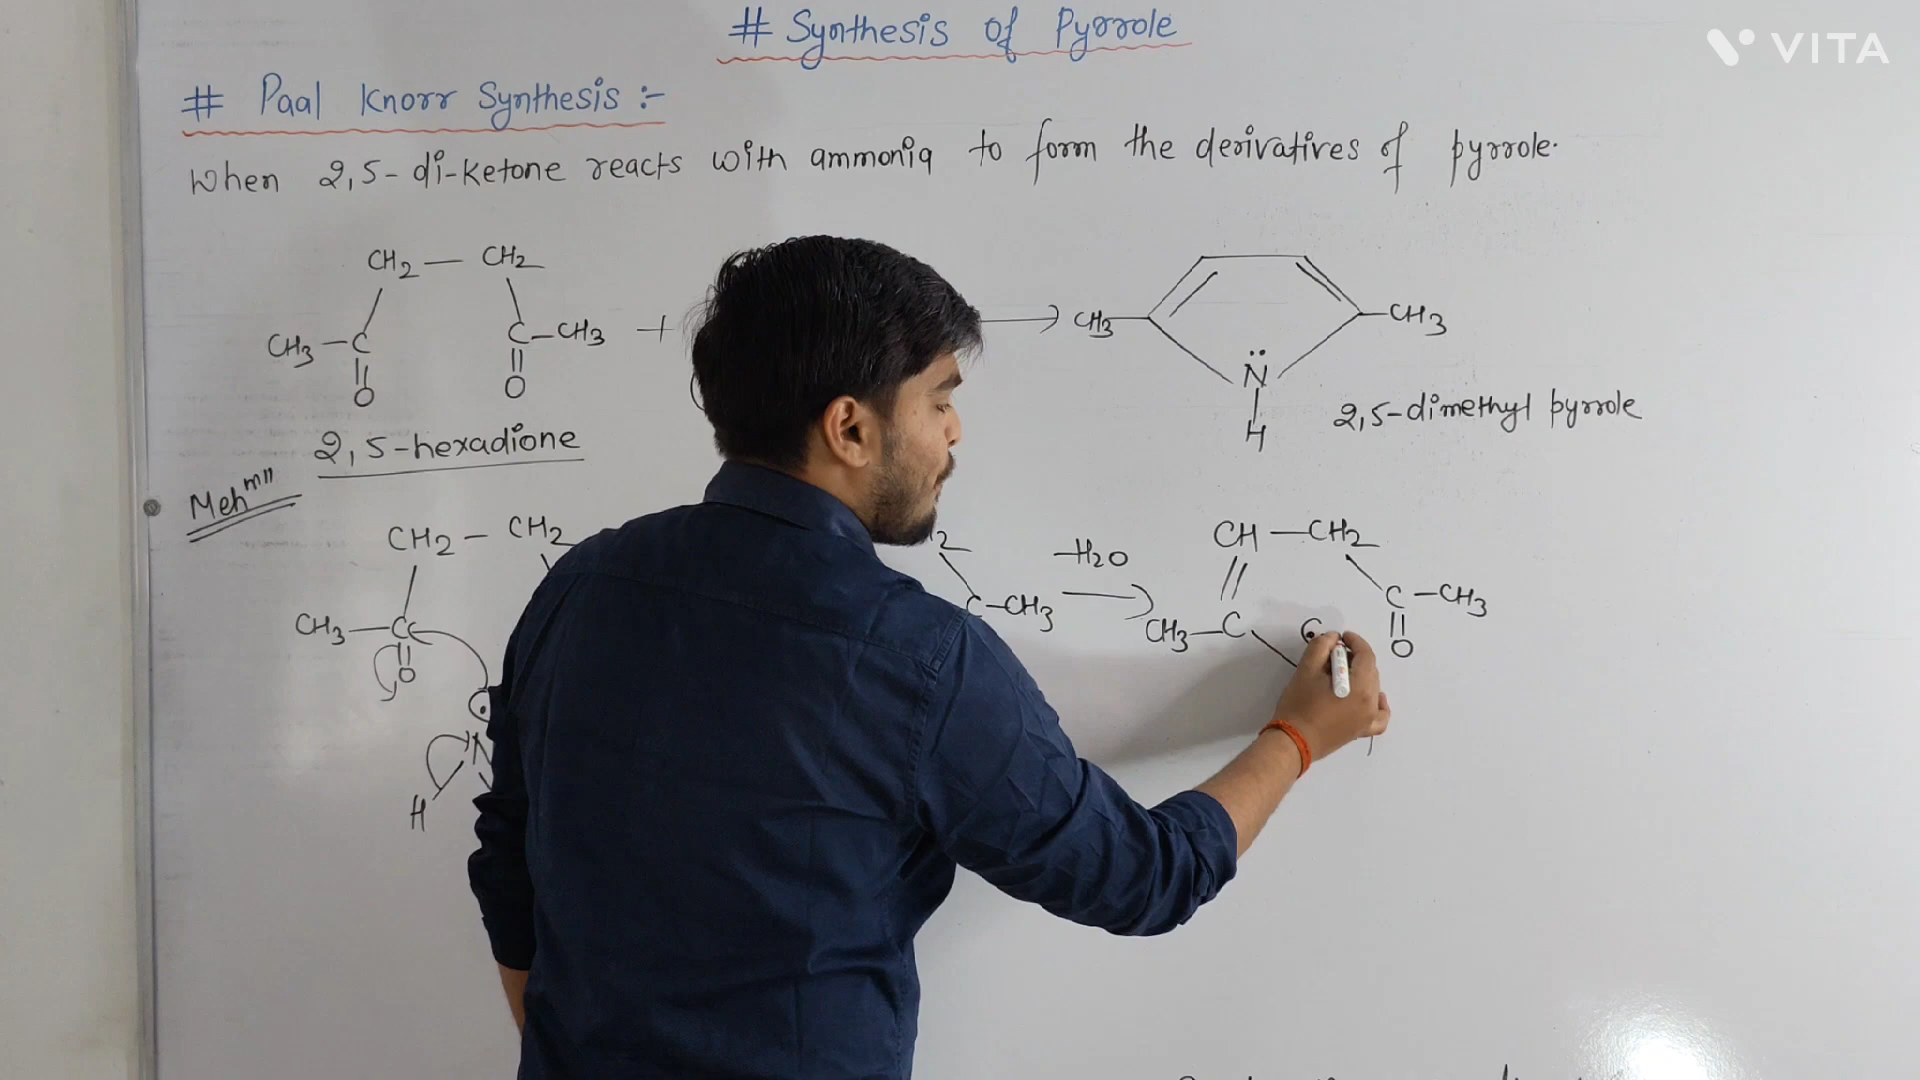 # Synthesis of Pyrrole
VITA
# Paal Knorr Synthesis :-
When 2,5-di-ketone reacts with ammonia to form the derivatives of pyrrole.
CH2 — CH2
CH3 — C C — CH3 + → CH3 CH3
O O N
H
2,5-dimethyl pyrrole
2,5-hexadione
Meh^m
CH2 — CH2 2 -H2O CH — CH2
CH3 — C C — CH3 → CH3 — C C — CH3
O O
N
H